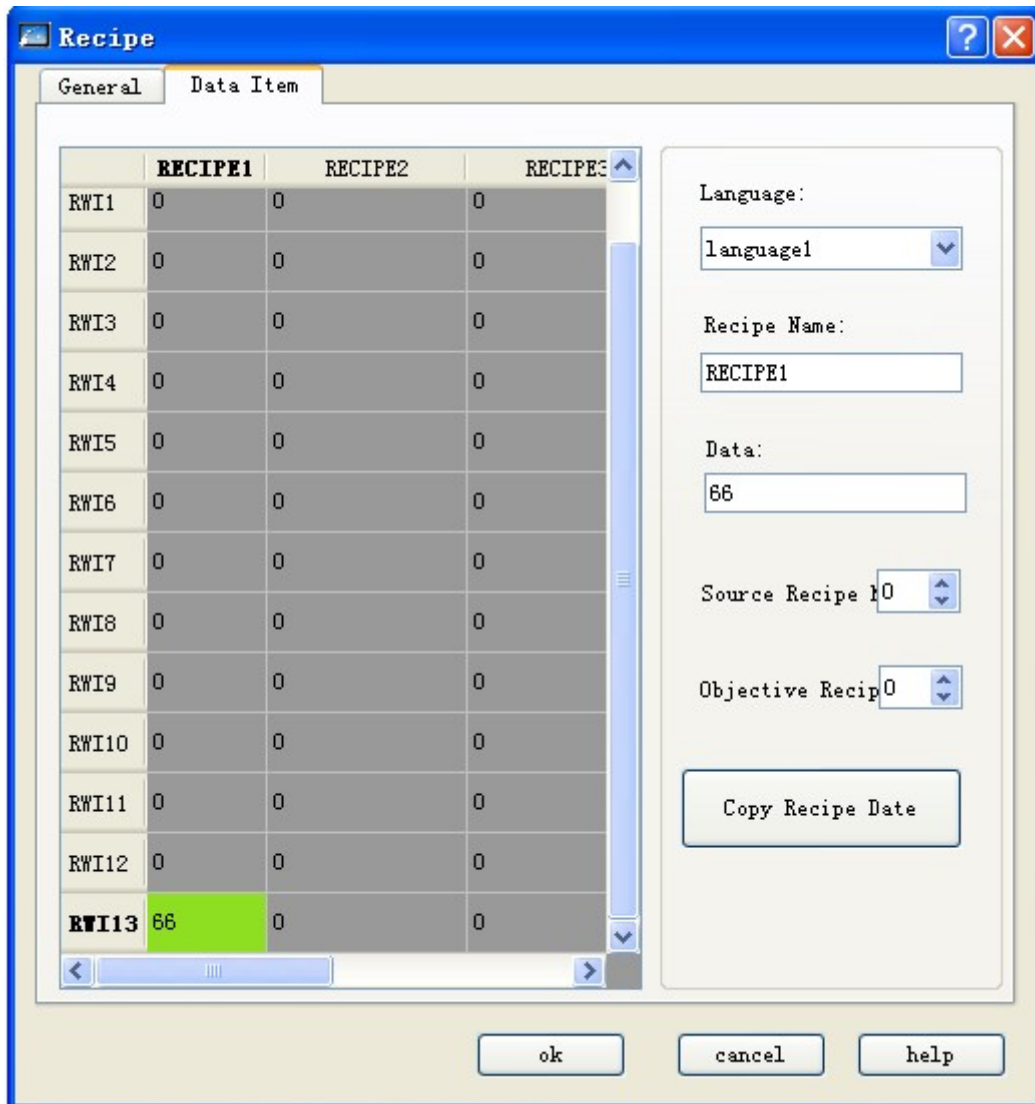 Recipe
General Data Item
RECIPE1 RECIPE2 RECIPE3
RWI1 0 0 0
RWI2 0 0 0
RWI3 0 0 0
RWI4 0 0 0
RWI5 0 0 0
RWI6 0 0 0
RWI7 0 0 0
RWI8 0 0 0
RWI9 0 0 0
RWI10 0 0 0
RWI11 0 0 0
RWI12 0 0 0
RWI13 66 0 0
Language:
language1
Recipe Name:
RECIPE1
Data:
66
Source Recipe 0
Objective Recip 0
Copy Recipe Date
ok cancel help